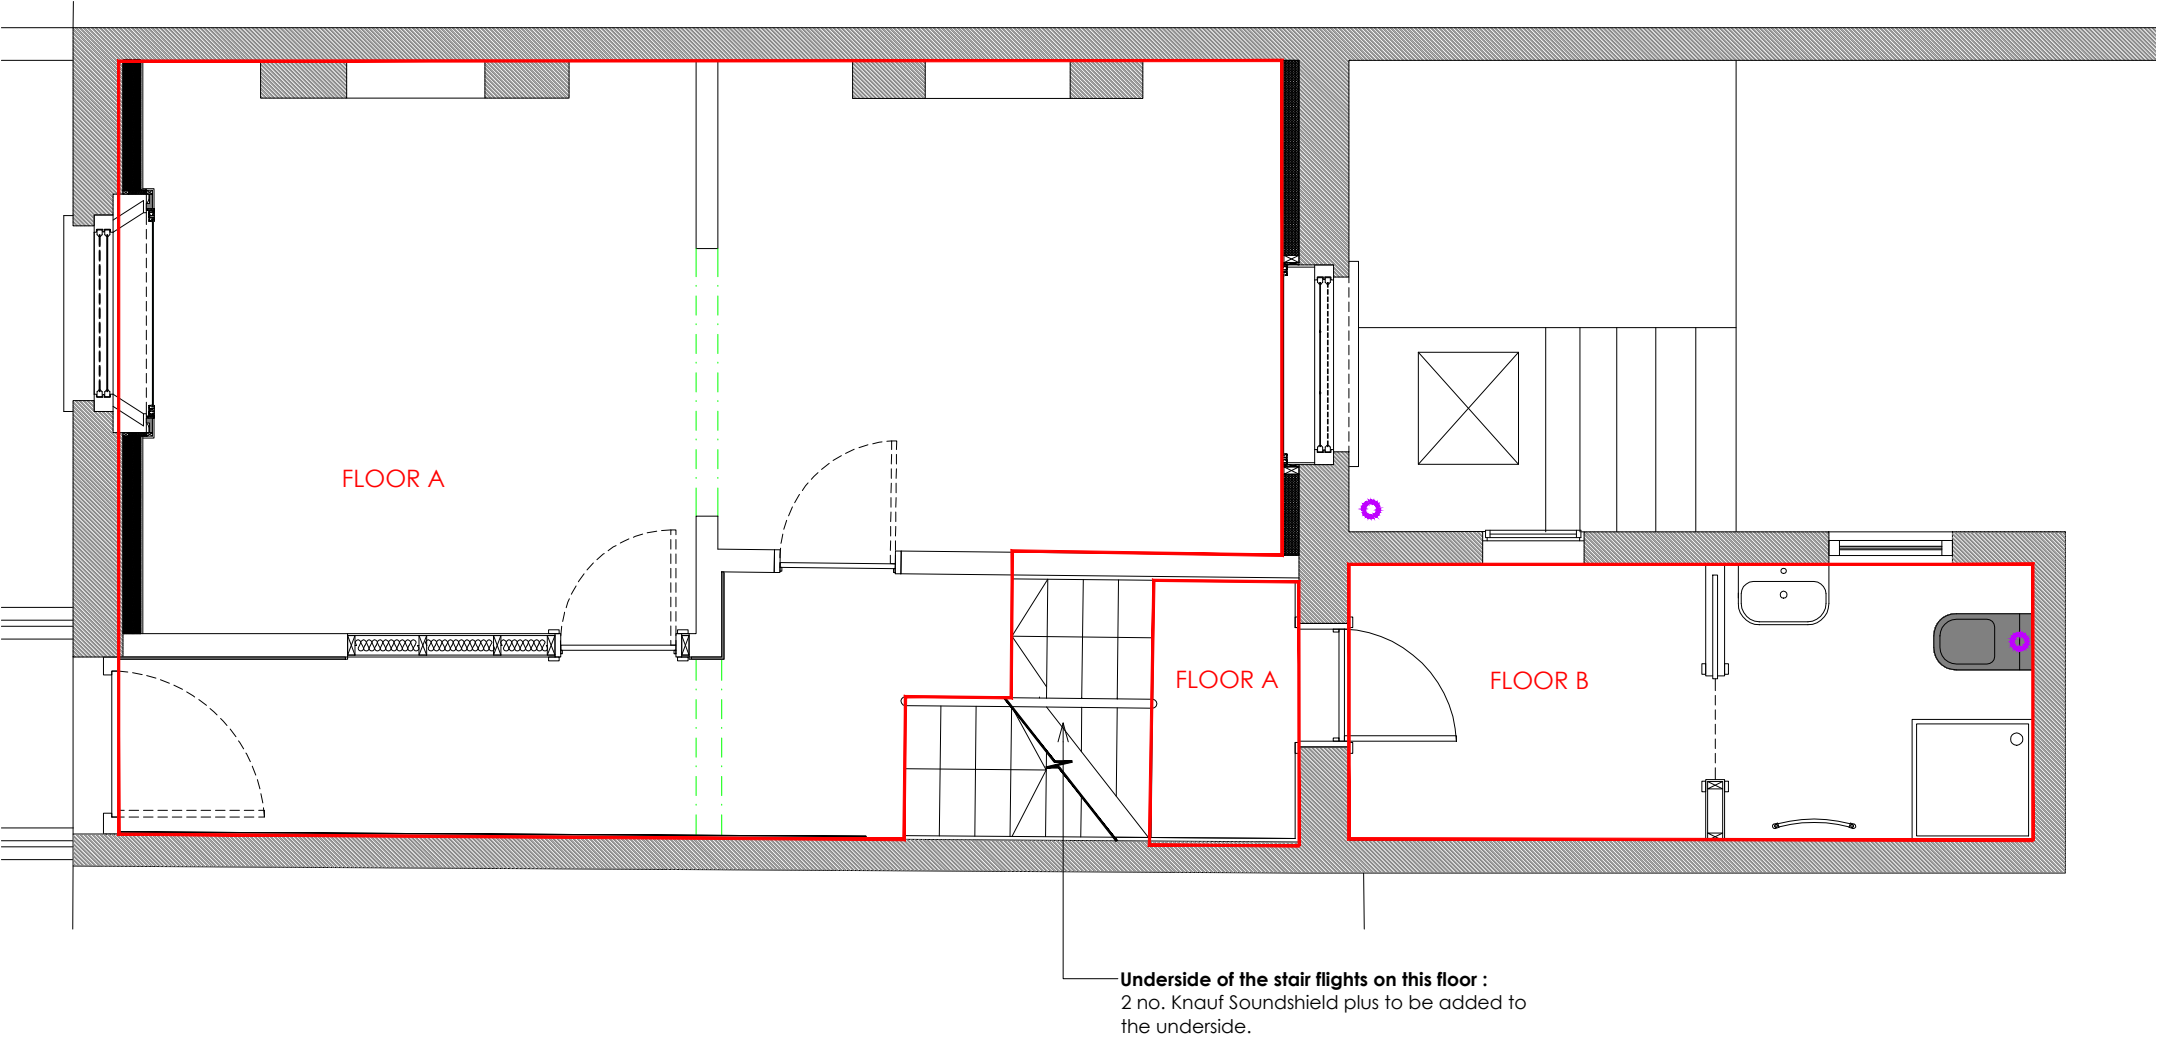 FLOOR A
FLOOR A
FLOOR B
Underside of the stair flights on this floor :
2 no. Knauf Soundshield plus to be added to
the underside.